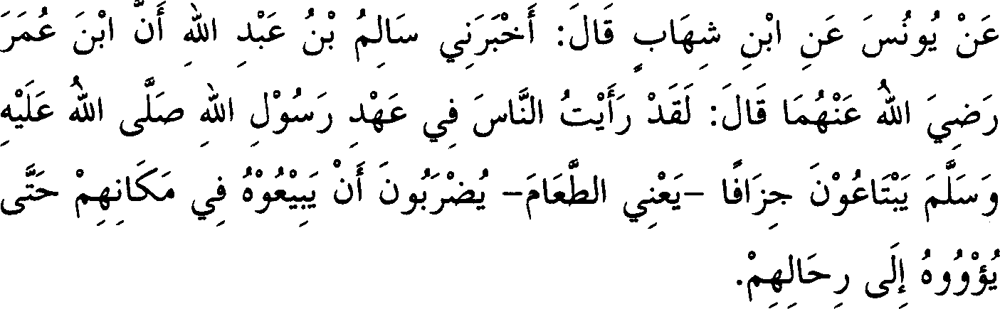 عَنْ يُونُسَ عَنِ ابْنِ شِهَابٍ قَالَ: أَخْبَرَنِي سَالِمُ بْنُ عَبْدِ اللهِ أَنَّ ابْنَ عُمَرَ
رَضِيَ اللهُ عَنْهُمَا قَالَ: لَقَدْ رَأَيْتُ النَّاسَ فِي عَهْدِ رَسُوْلِ اللهِ صَلَّى اللهُ عَلَيْهِ
وَسَلَّمَ يَبْتَاعُوْنَ جِزَافًا –يَعْنِي الطَّعَامَ– يُضْرَبُونَ أَنْ يَبِيْعُوْهُ فِي مَكَانِهِمْ حَتَّى
يُؤْوُوهُ إِلَى رِحَالِهِمْ.